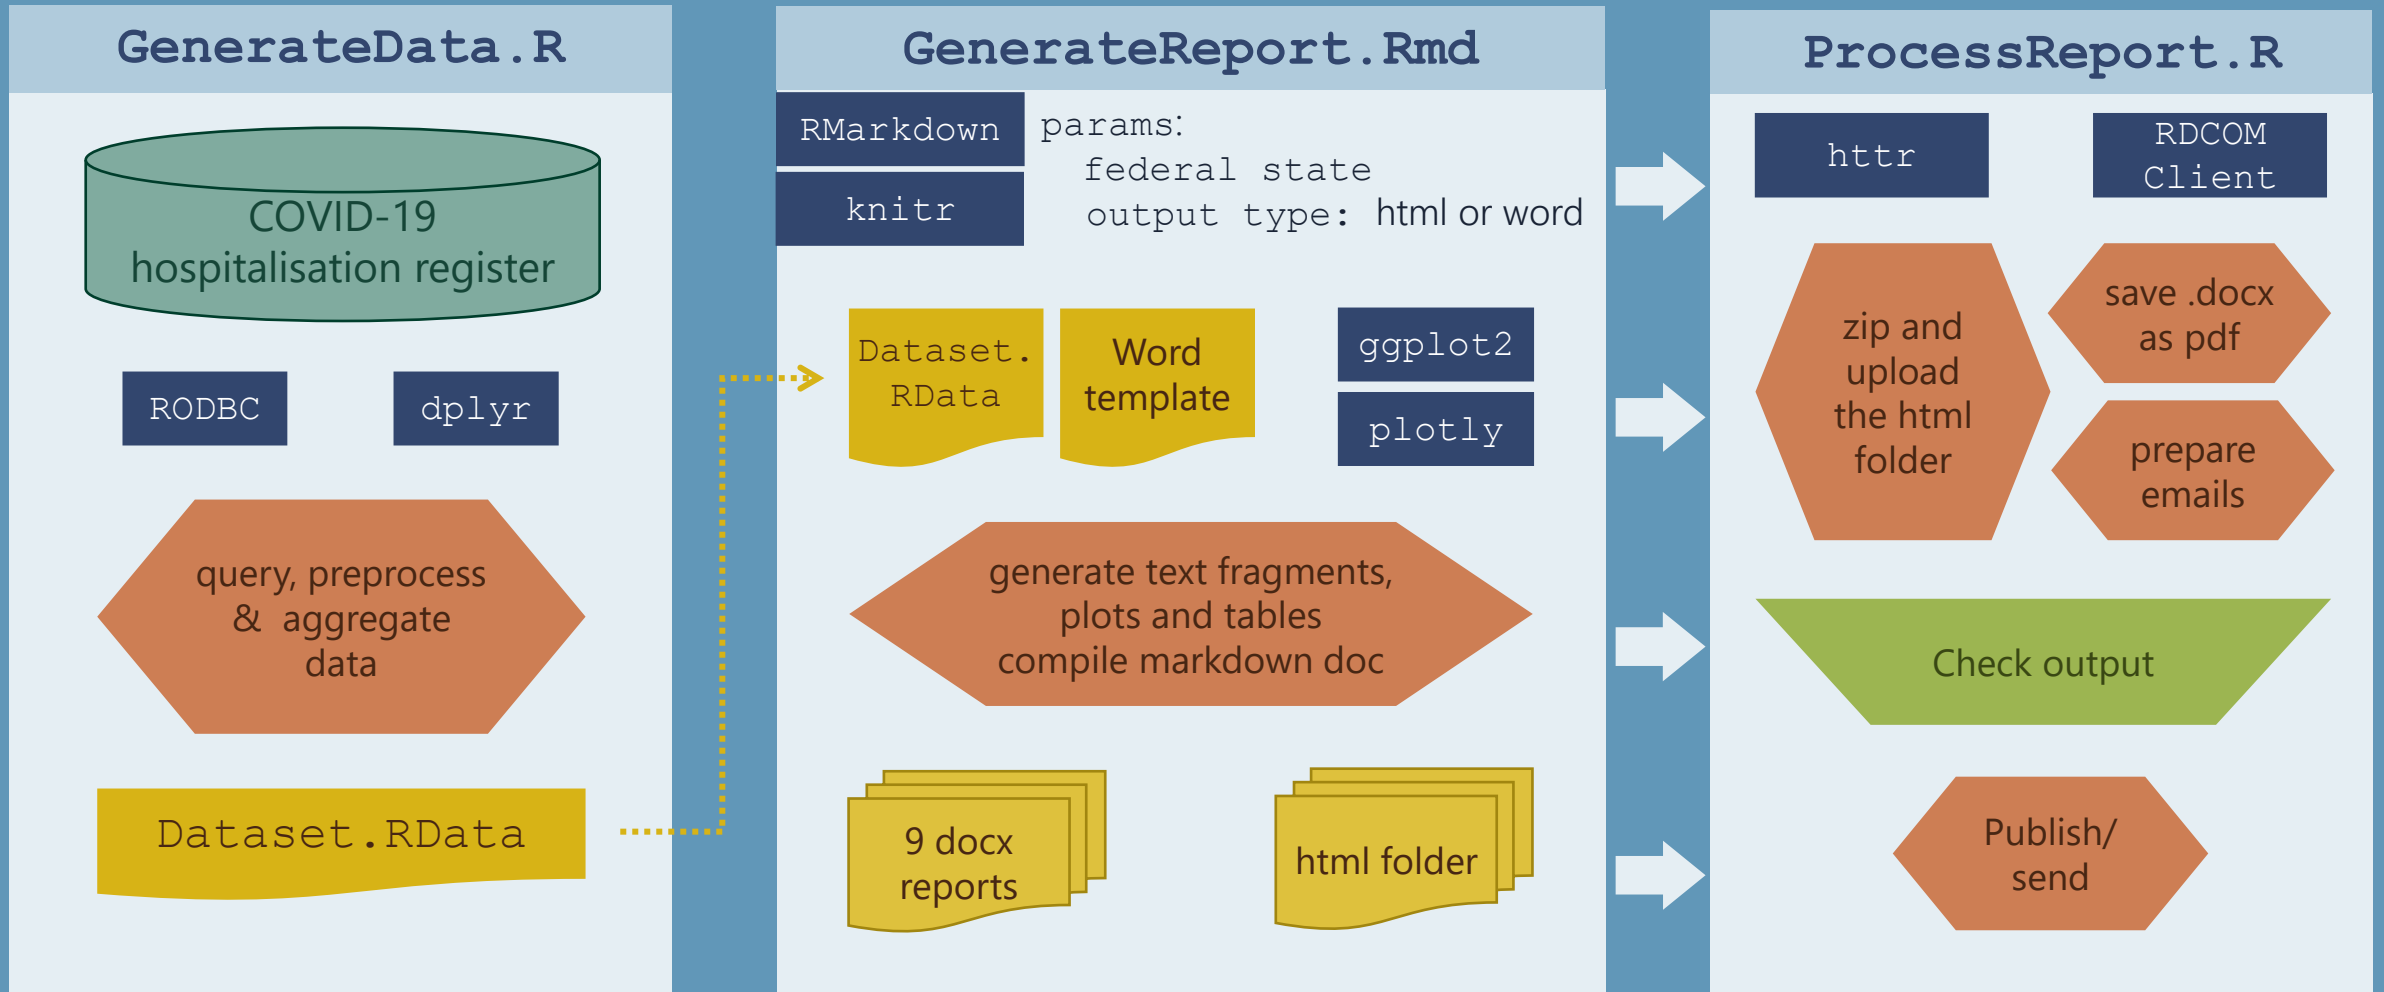 GenerateData.R
COVID-19
hospitalisation register
RODBC
dplyr
query, preprocess
& aggregate
data
Dataset.RData
GenerateReport.Rmd
RMarkdown
knitr
params:
federal state
output type: html or word
Dataset.
RData
Word
template
ggplot2
plotly
generate text fragments,
plots and tables
compile markdown doc
9 docx
reports
html folder
ProcessReport.R
httr
RDCOM
Client
zip and
upload
the html
folder
save .docx
as pdf
prepare
emails
Check output
Publish/
send